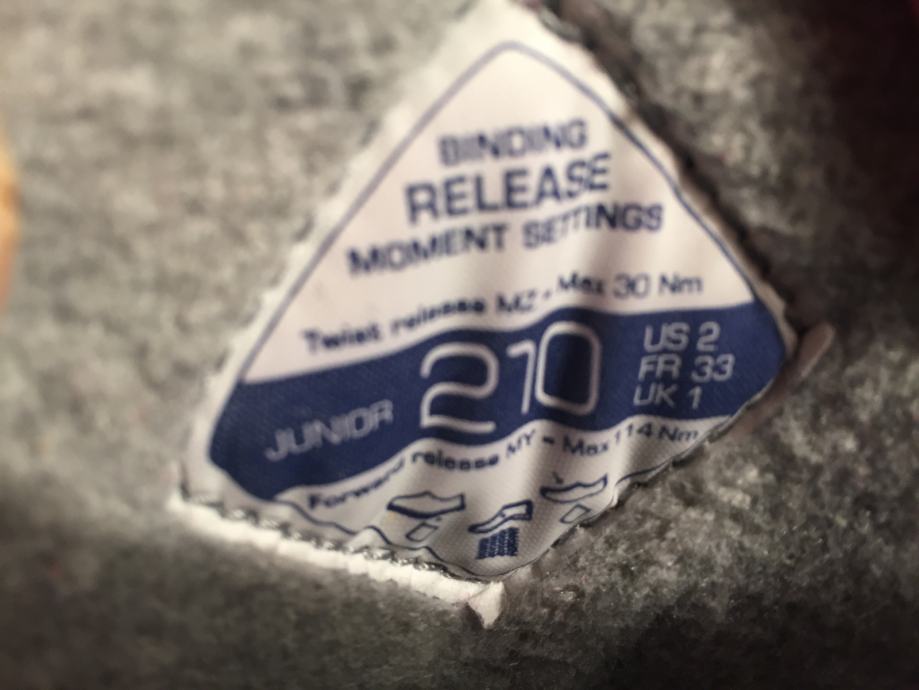 BINDING
RELEASE
MOMENT SETTINGS
Twist release MZ - Max 30 Nm
JUNIOR 210
US 2
FR 33
UK 1
Forward release MY - Max 114 Nm